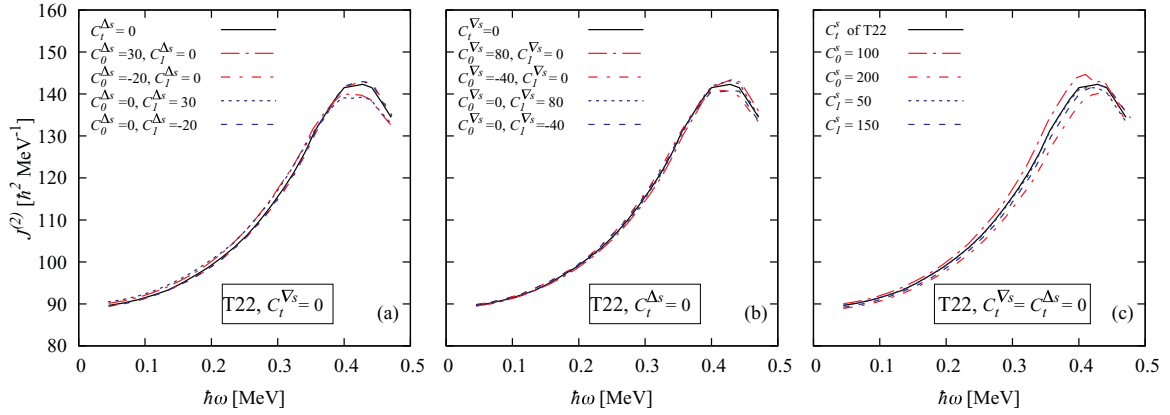 160
150
140
130
120
110
100
90
80
J⁽²⁾ [ℏ² MeV⁻¹]
C_t^Δs = 0
C_0^Δs = 30, C_1^Δs = 0
C_0^Δs = -20, C_1^Δs = 0
C_0^Δs = 0, C_1^Δs = 30
C_0^Δs = 0, C_1^Δs = -20
T22, C_t^∇s = 0
(a)
0 0.1 0.2 0.3 0.4 0.5
ℏω [MeV]
C_t^∇s = 0
C_0^∇s = 80, C_1^∇s = 0
C_0^∇s = -40, C_1^∇s = 0
C_0^∇s = 0, C_1^∇s = 80
C_0^∇s = 0, C_1^∇s = -40
T22, C_t^Δs = 0
(b)
0 0.1 0.2 0.3 0.4 0.5
ℏω [MeV]
C_t^s of T22
C_0^s = 100
C_0^s = 200
C_1^s = 50
C_1^s = 150
T22, C_t^∇s = C_t^Δs = 0
(c)
0 0.1 0.2 0.3 0.4 0.5
ℏω [MeV]